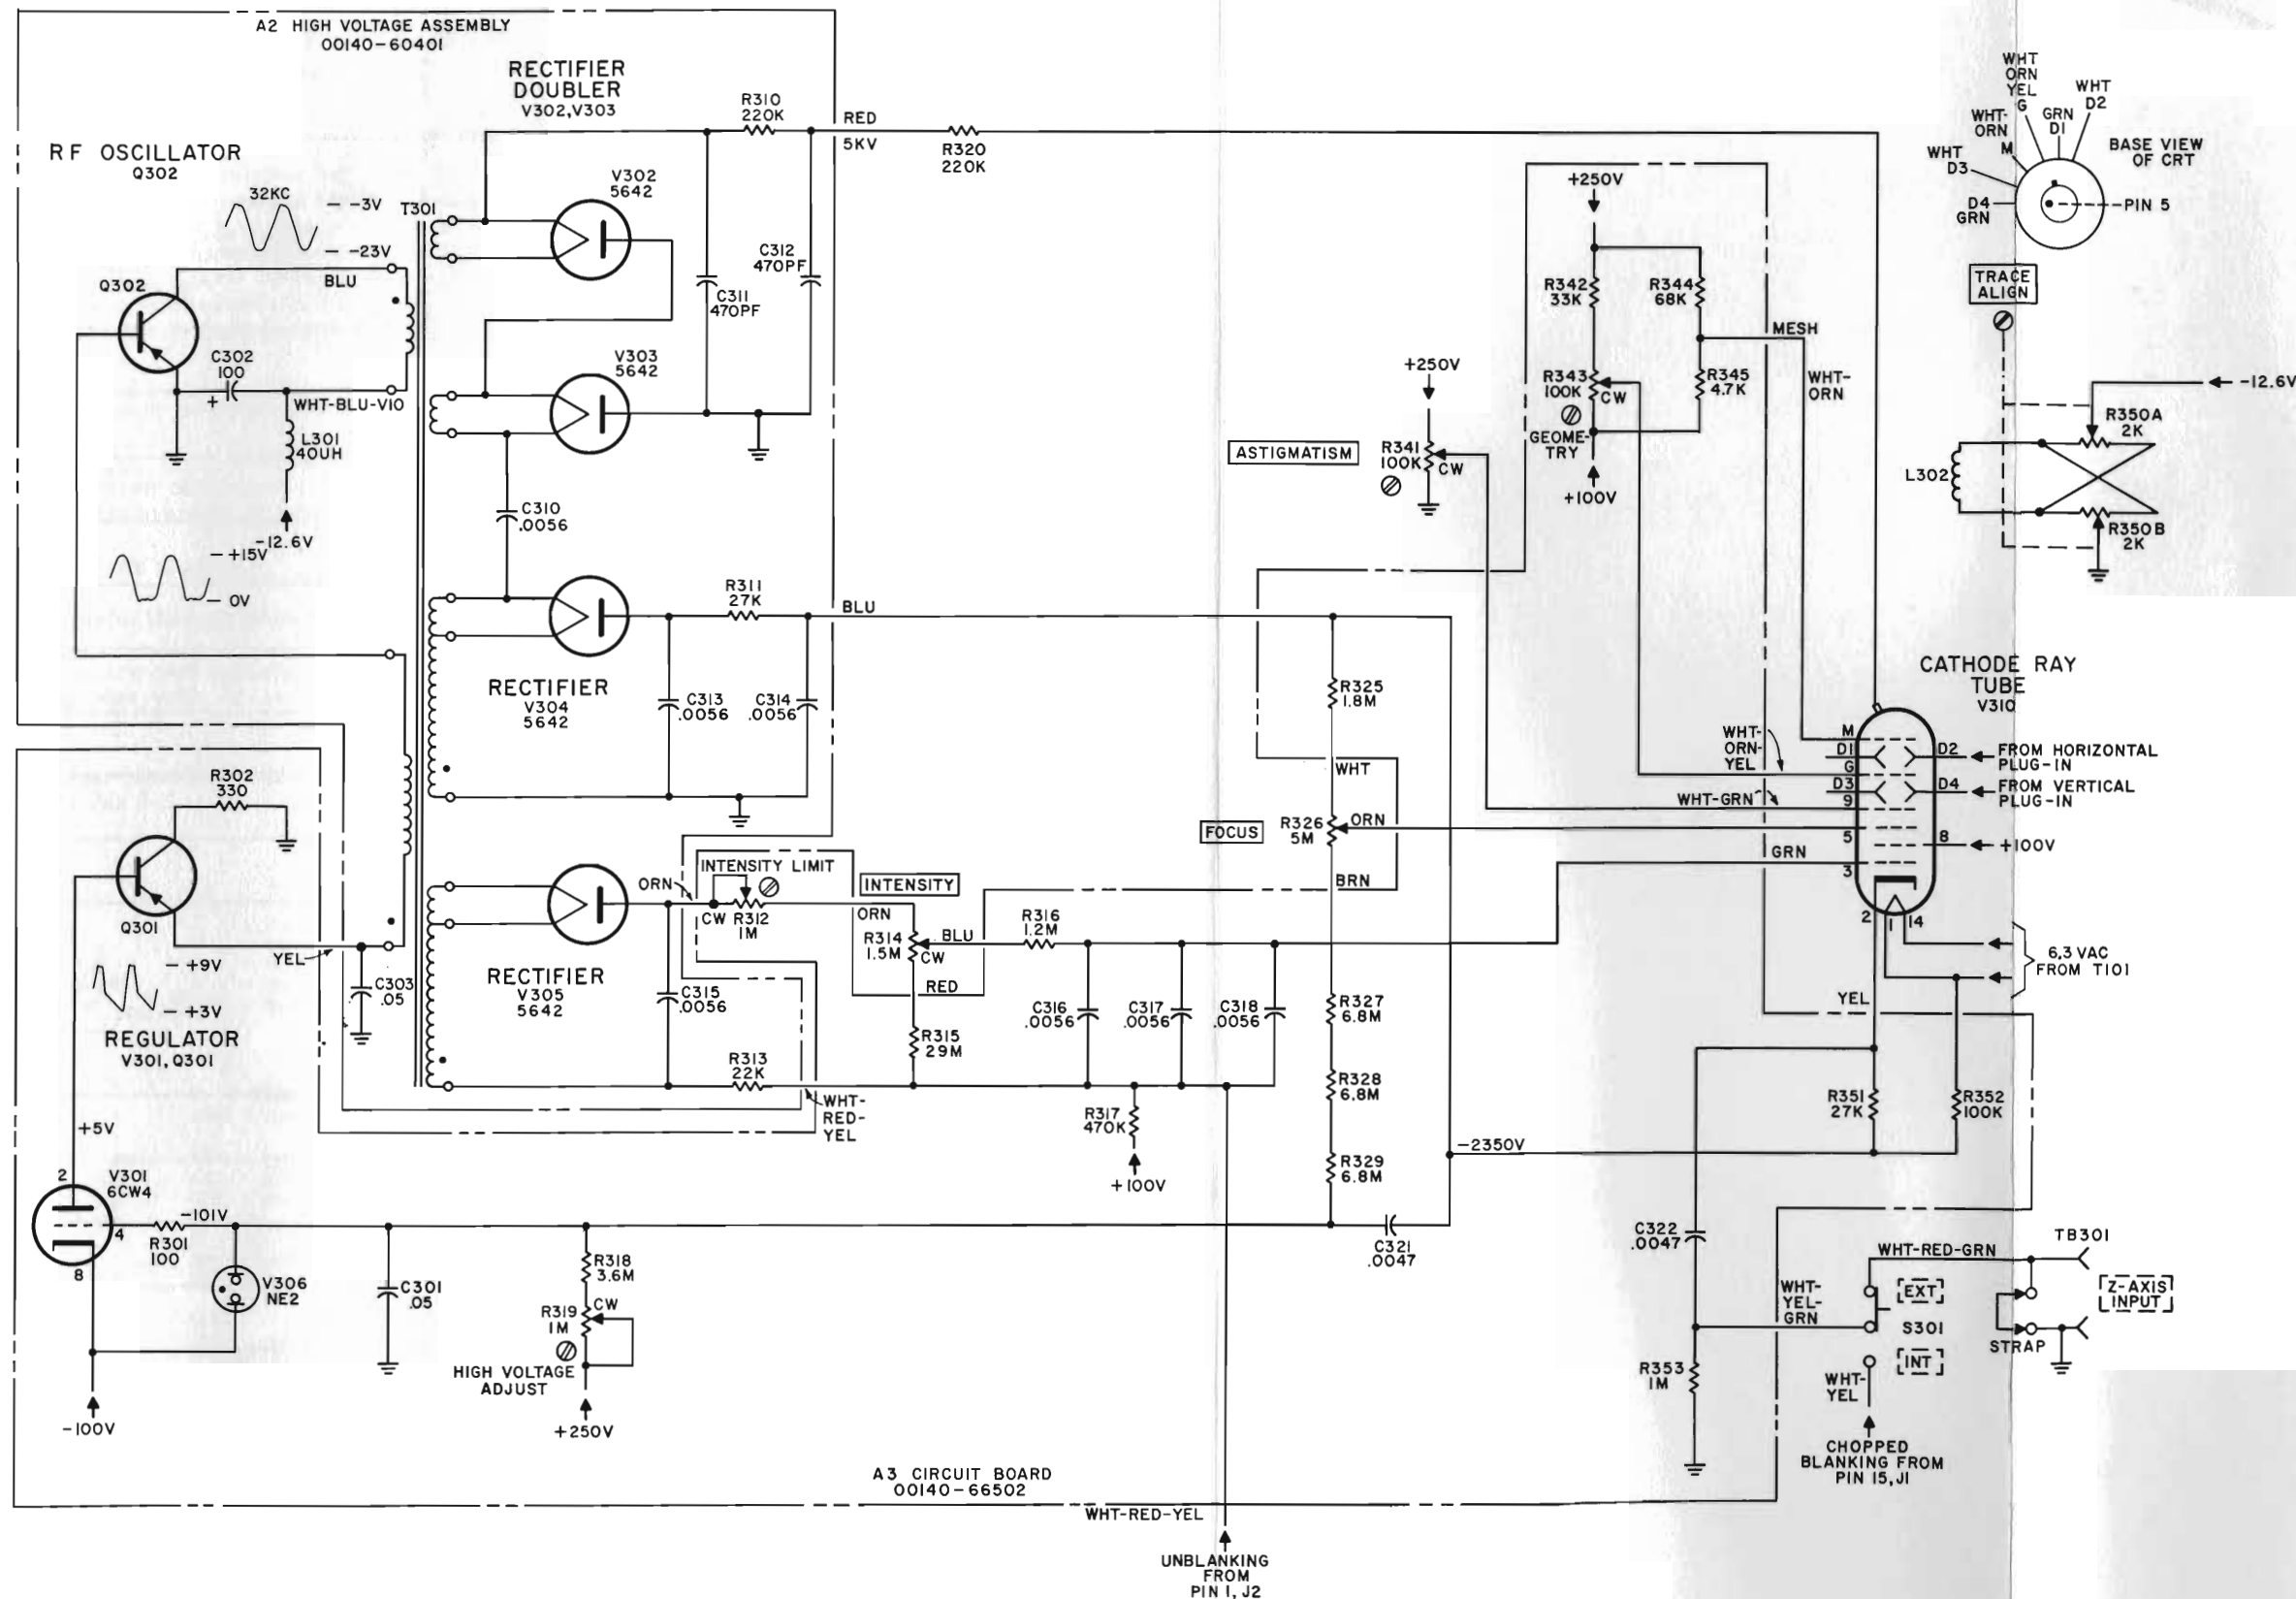 A2 HIGH VOLTAGE ASSEMBLY
00140-60401
RECTIFIER
DOUBLER
V302,V303
RF OSCILLATOR
Q302
32KC
- -3V
- -23V
T301
BLU
Q302
C302
100
+
WHT-BLU-V10
L301
40UH
-12.6V
- +15V
- 0V
V302
5642
V303
5642
R310
220K
RED
5KV
R320
220K
C311
470PF
C312
470PF
C310
.0056
R311
27K
BLU
RECTIFIER
V304
5642
C313
.0056
C314
.0056
R302
330
Q301
YEL
- +9V
- +3V
C303
.05
REGULATOR
V301,Q301
+5V
RECTIFIER
V305
5642
ORN
INTENSITY LIMIT
CW R312
1M
INTENSITY
ORN
R314
1.5M
CW
BLU
RED
R315
29M
C315
.0056
R313
22K
WHT-
RED-
YEL
R316
1.2M
C316
.0056
C317
.0056
C318
.0056
R317
470K
+100V
2
V301
6CW4
4
8
-101V
R301
100
V306
NE2
C301
.05
-100V
R318
3.6M
R319
1M
CW
HIGH VOLTAGE
ADJUST
+250V
R325
1.8M
WHT
FOCUS
R326
5M
ORN
BRN
R327
6.8M
R328
6.8M
R329
6.8M
C321
.0047
-2350V
+250V
ASTIGMATISM
R341
100K
CW
+250V
R342
33K
R344
68K
MESH
R343
100K
CW
R345
4.7K
WHT-
ORN
GEOME-
TRY
+100V
WHT
ORN
YEL
G
WHT
D2
GRN
D1
WHT-
ORN
M
WHT
D3
D4
GRN
BASE VIEW
OF CRT
PIN 5
TRACE
ALIGN
-12.6V
R350A
2K
L302
R350B
2K
CATHODE RAY
TUBE
V310
WHT-
ORN-
YEL
WHT-GRN
GRN
M
D1
G
D3
9
5
3
D2
FROM HORIZONTAL
PLUG-IN
D4
FROM VERTICAL
PLUG-IN
8
+100V
2
1
14
6.3 VAC
FROM T101
YEL
R351
27K
R352
100K
C322
.0047
R353
1M
WHT-
YEL-
GRN
WHT-RED-GRN
EXT
S301
INT
WHT-
YEL
CHOPPED
BLANKING FROM
PIN 15,J1
TB301
Z-AXIS
INPUT
STRAP
A3 CIRCUIT BOARD
00140-66502
WHT-RED-YEL
UNBLANKING
FROM
PIN 1, J2